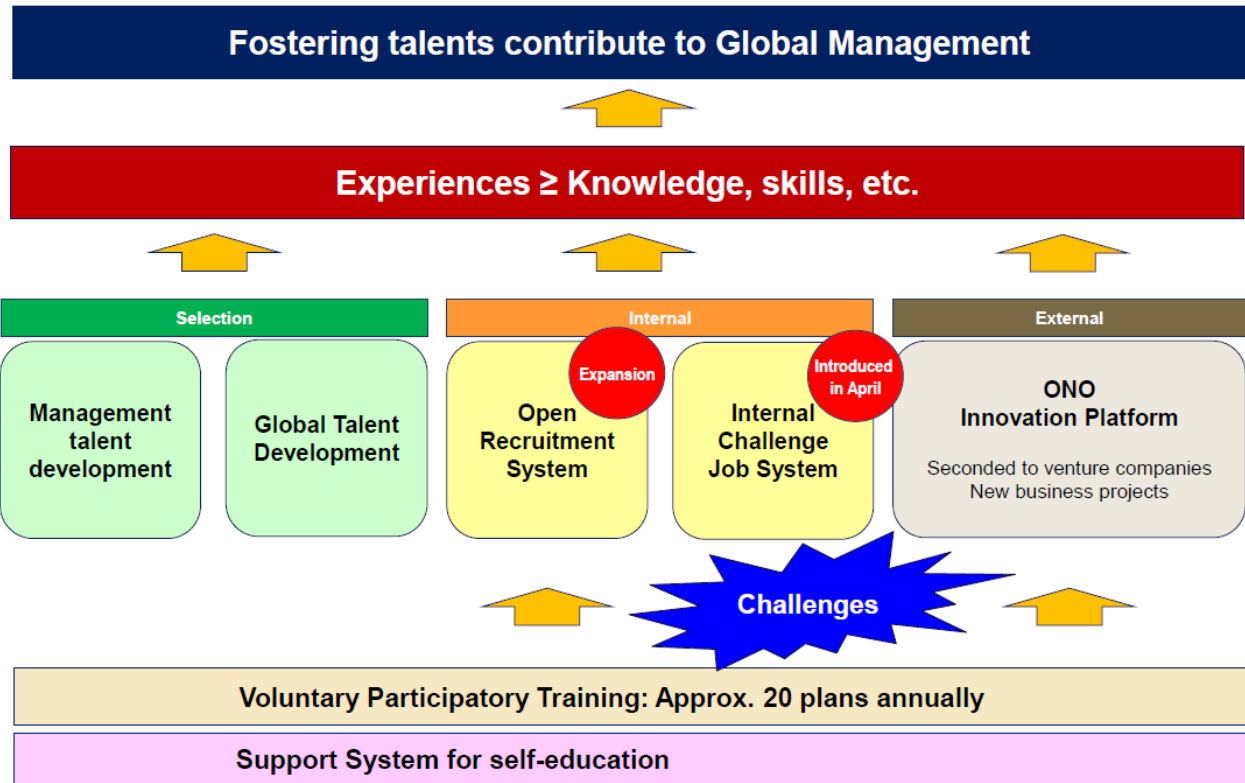 Fostering talents contribute to Global Management
Experiences ≥ Knowledge, skills, etc.
Selection
Management
talent
development
Global Talent
Development
Internal
Open
Recruitment
System
Expansion
Internal
Challenge
Job System
Introduced
in April
External
ONO
Innovation Platform
Seconded to venture companies
New business projects
Challenges
Voluntary Participatory Training: Approx. 20 plans annually
Support System for self-education